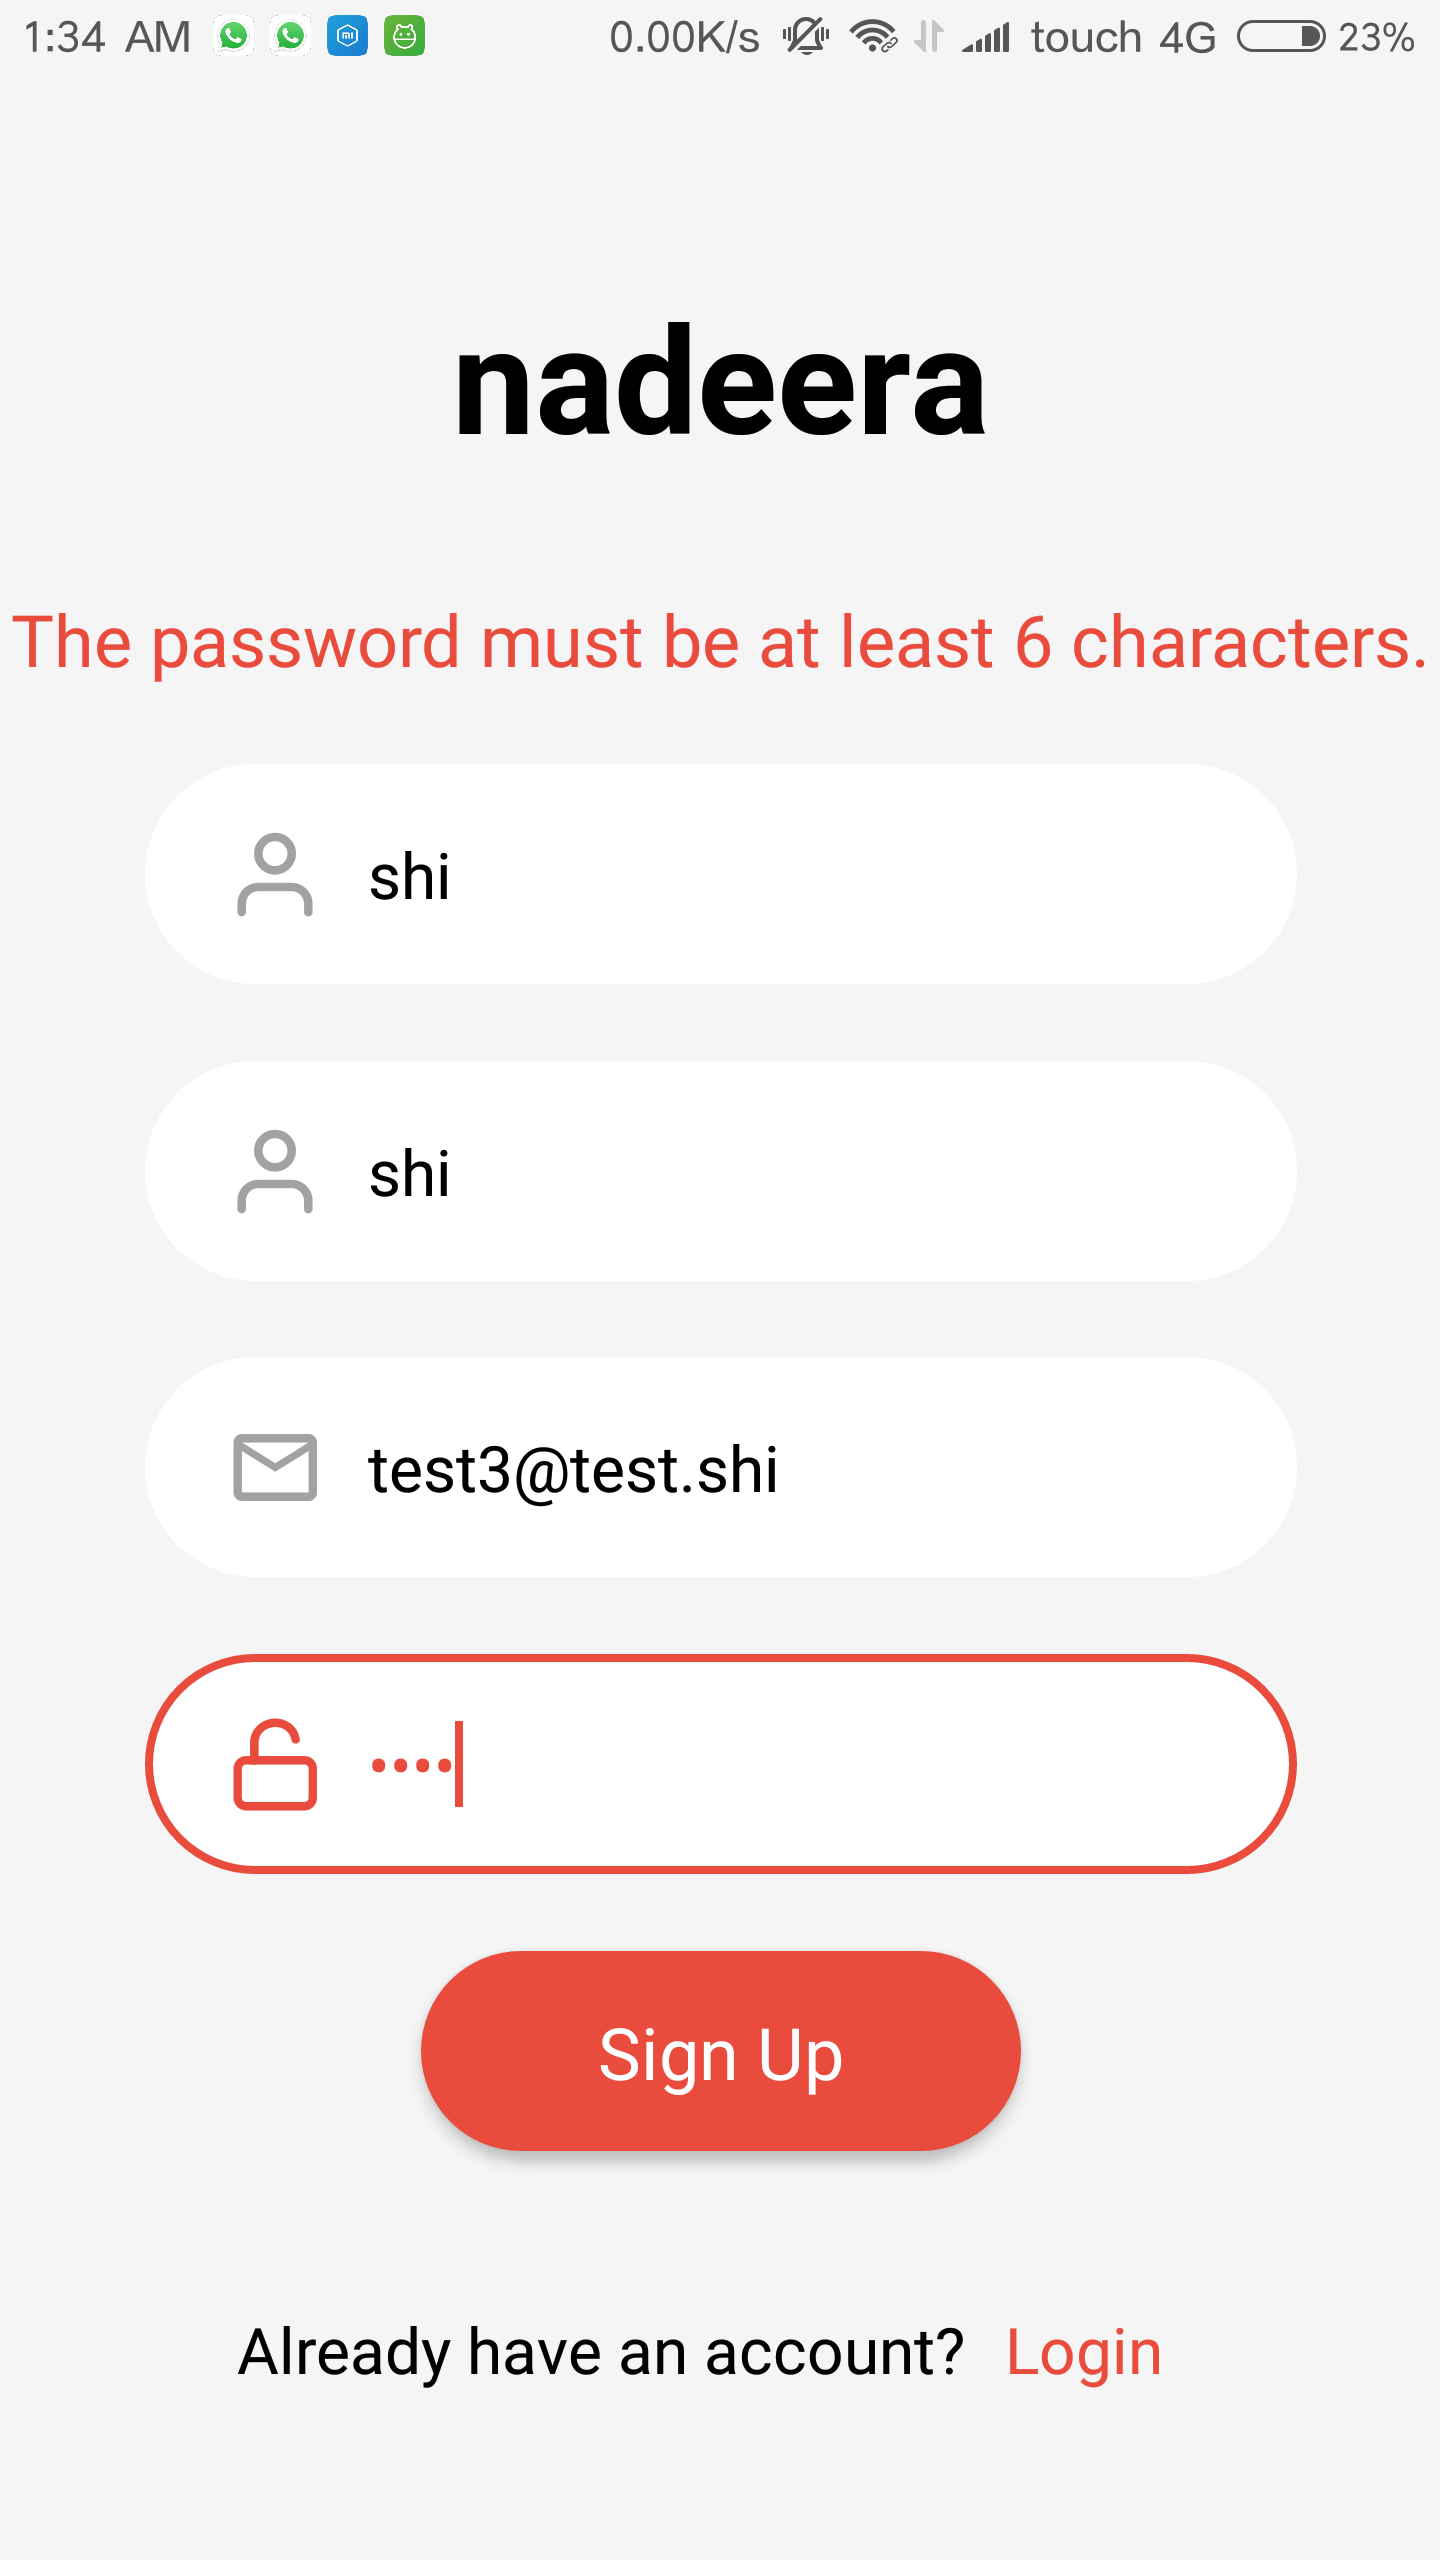 1:34 AM 0.00K/s touch 4G 23%
nadeera
The password must be at least 6 characters.
shi
shi
test3@test.shi
••••
Sign Up
Already have an account? Login